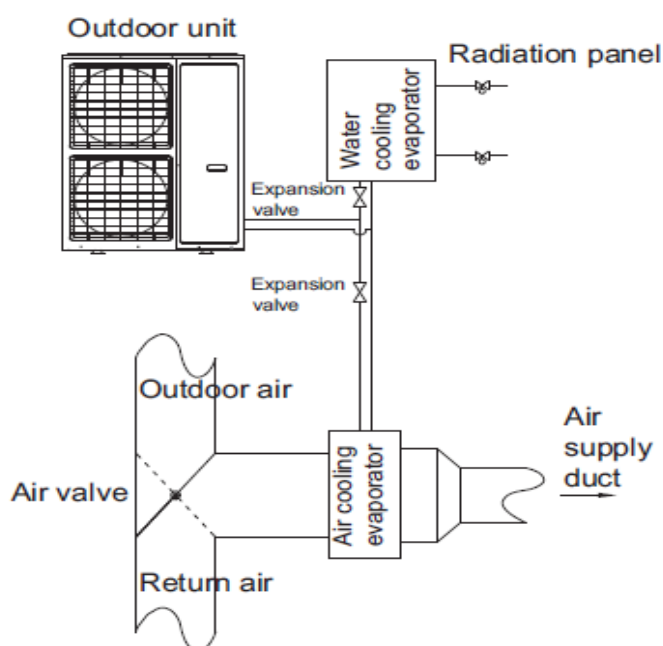 Outdoor unit
Radiation panel
Water
cooling
evaporator
Expansion
valve
Expansion
valve
Outdoor air
Air valve
Return air
Air cooling
evaporator
Air
supply
duct